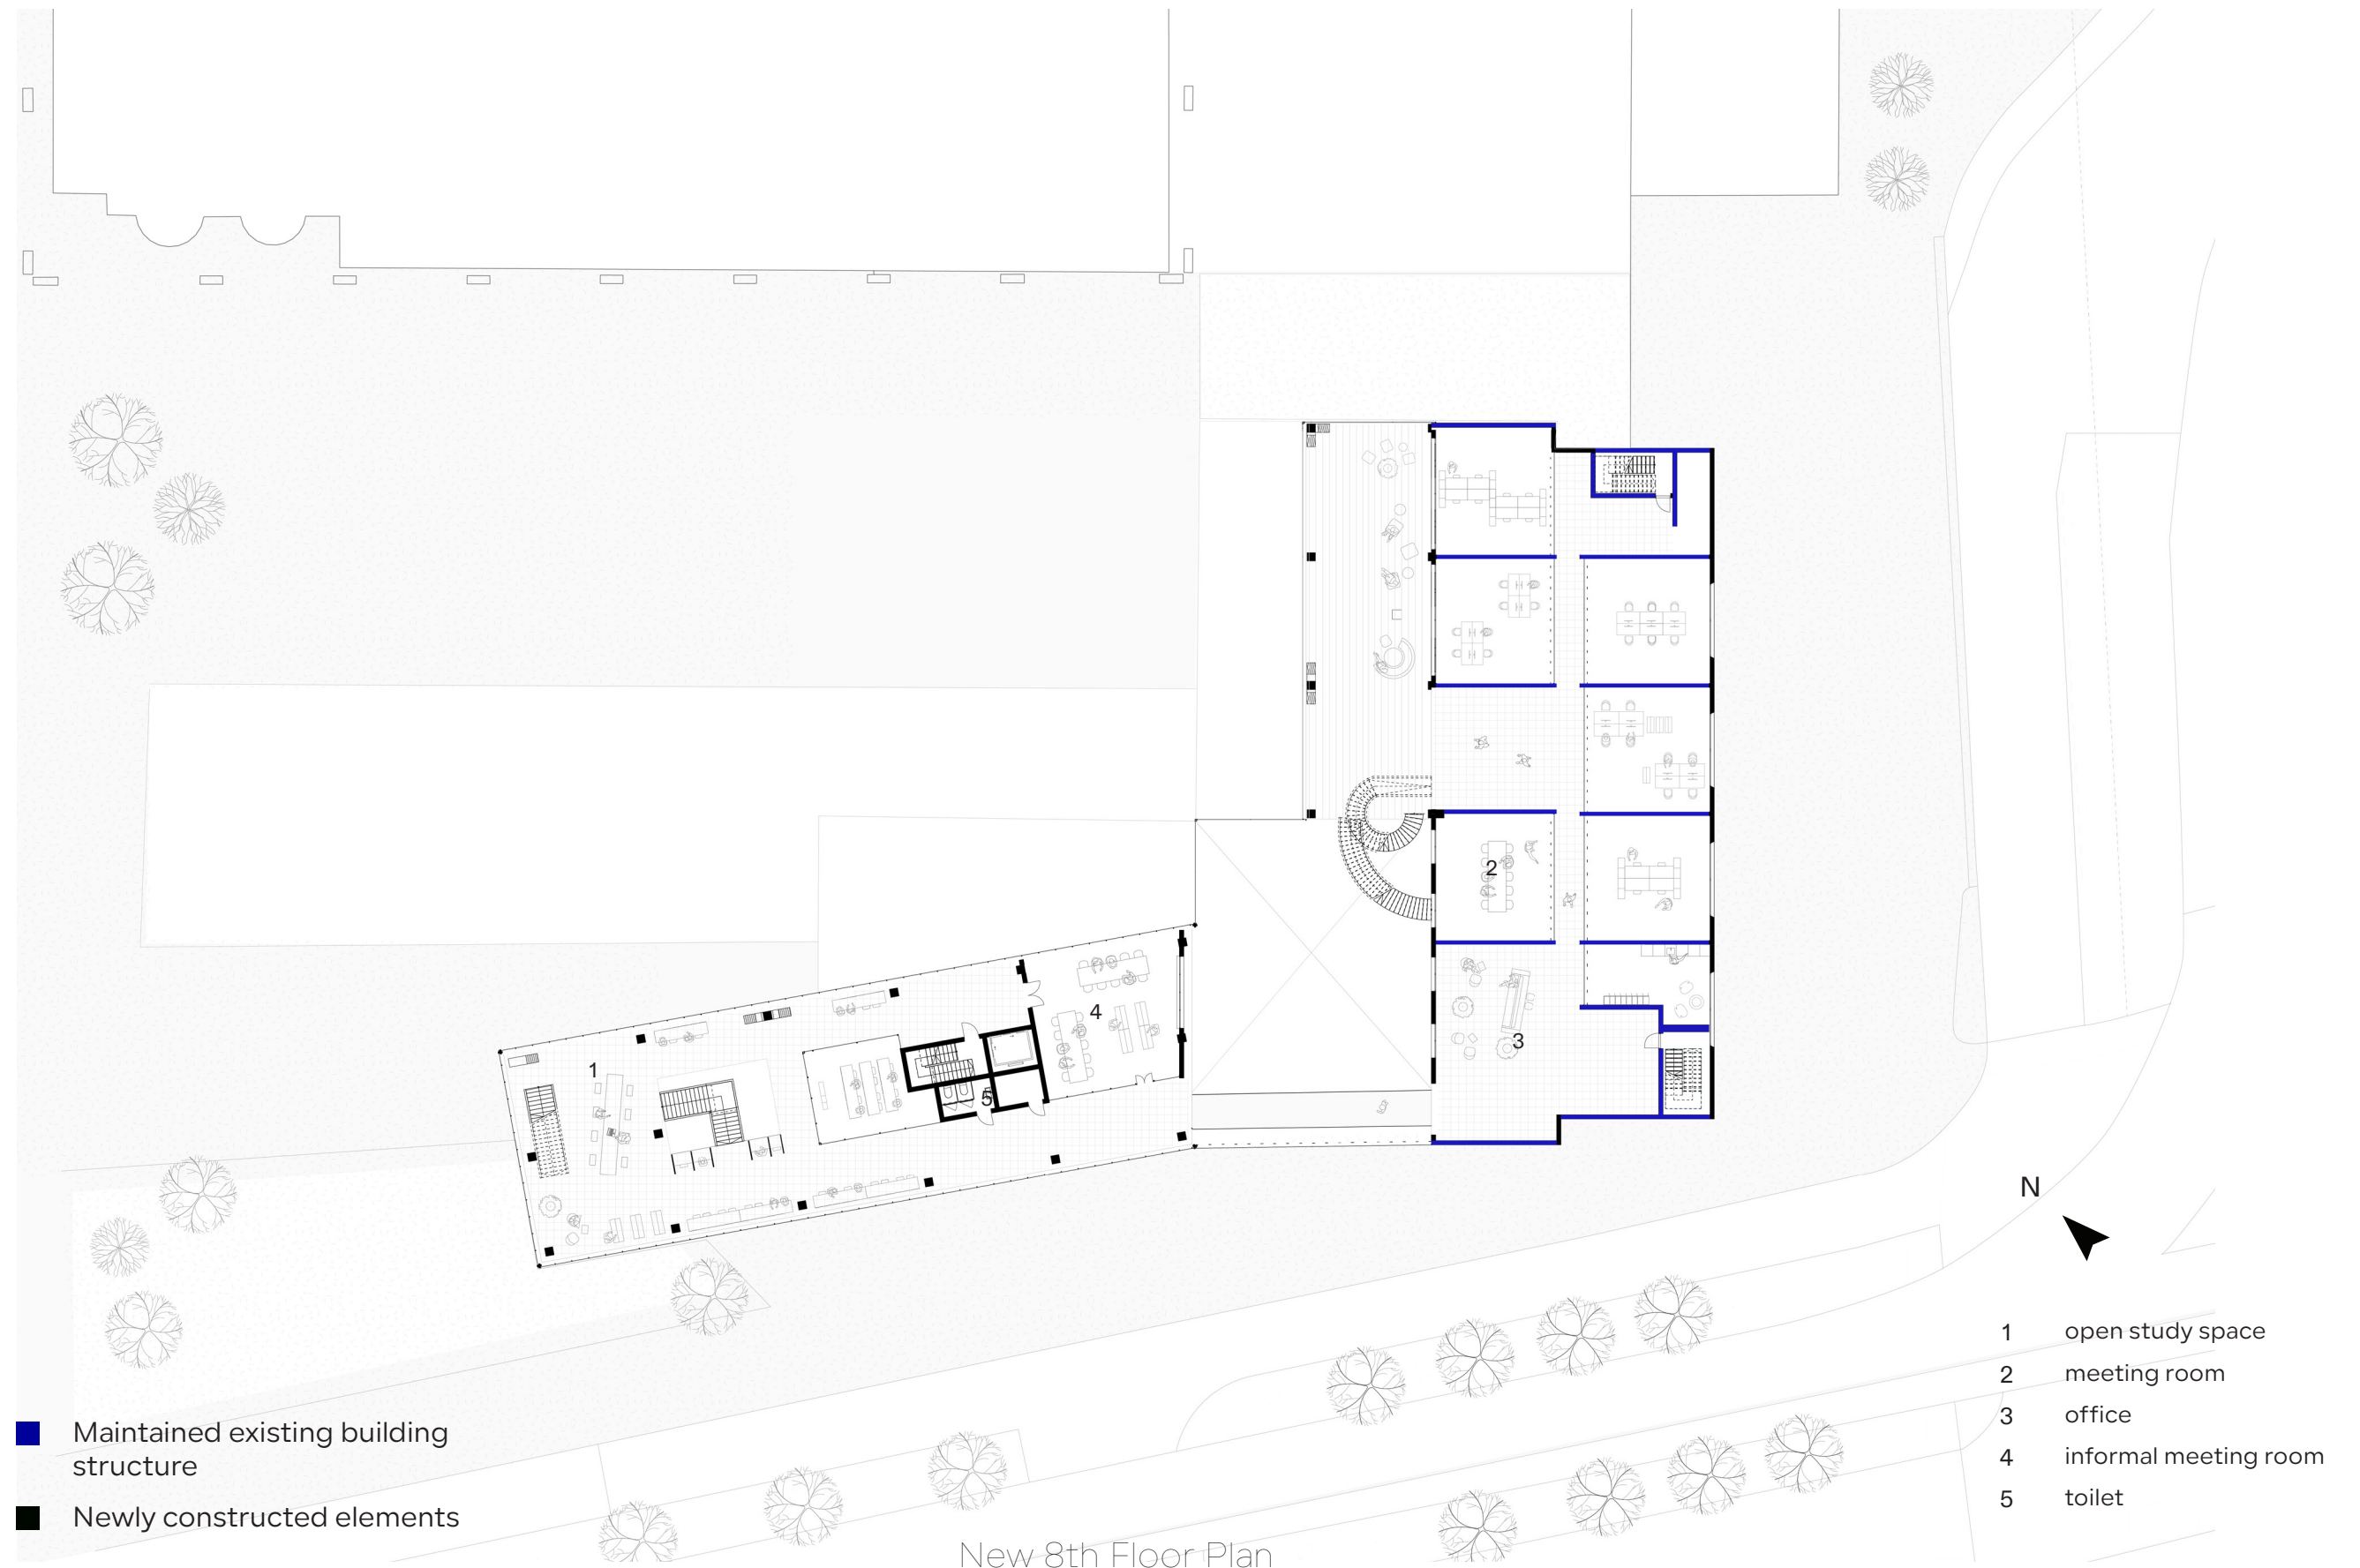 2
4
3
1
5
N
1 open study space
2 meeting room
3 office
4 informal meeting room
5 toilet
Maintained existing building
structure
Newly constructed elements
New 8th Floor Plan